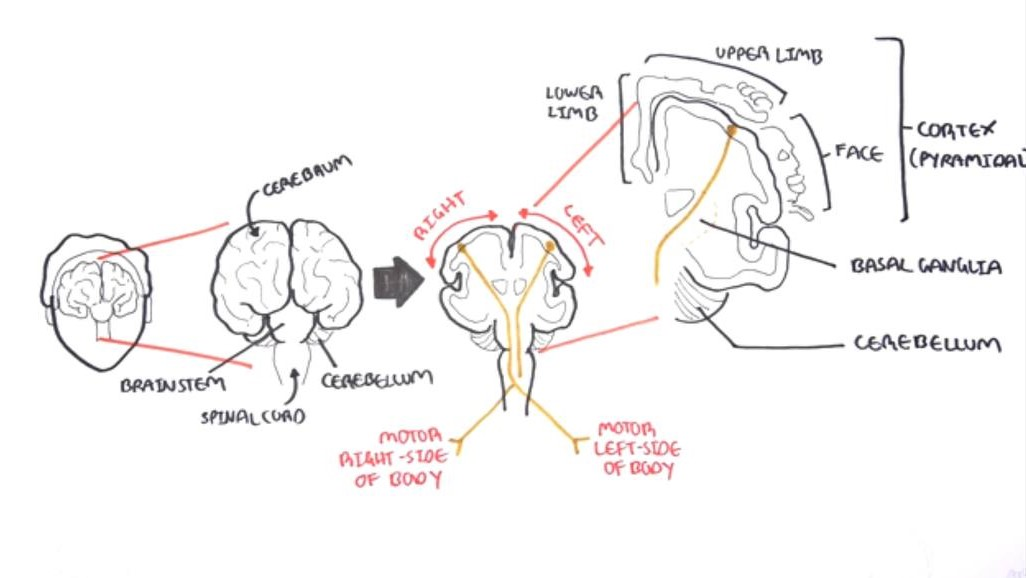 UPPER LIMB
LOWER
LIMB
CORTEX
FACE
CEREBRUM
RIGHT
LEFT
BASAL GANGLIA
CEREBELLUM
BRAINSTEM
CEREBELLUM
SPINAL CORD
MOTOR
RIGHT-SIDE
OF BODY
MOTOR
LEFT-SIDE
OF BODY